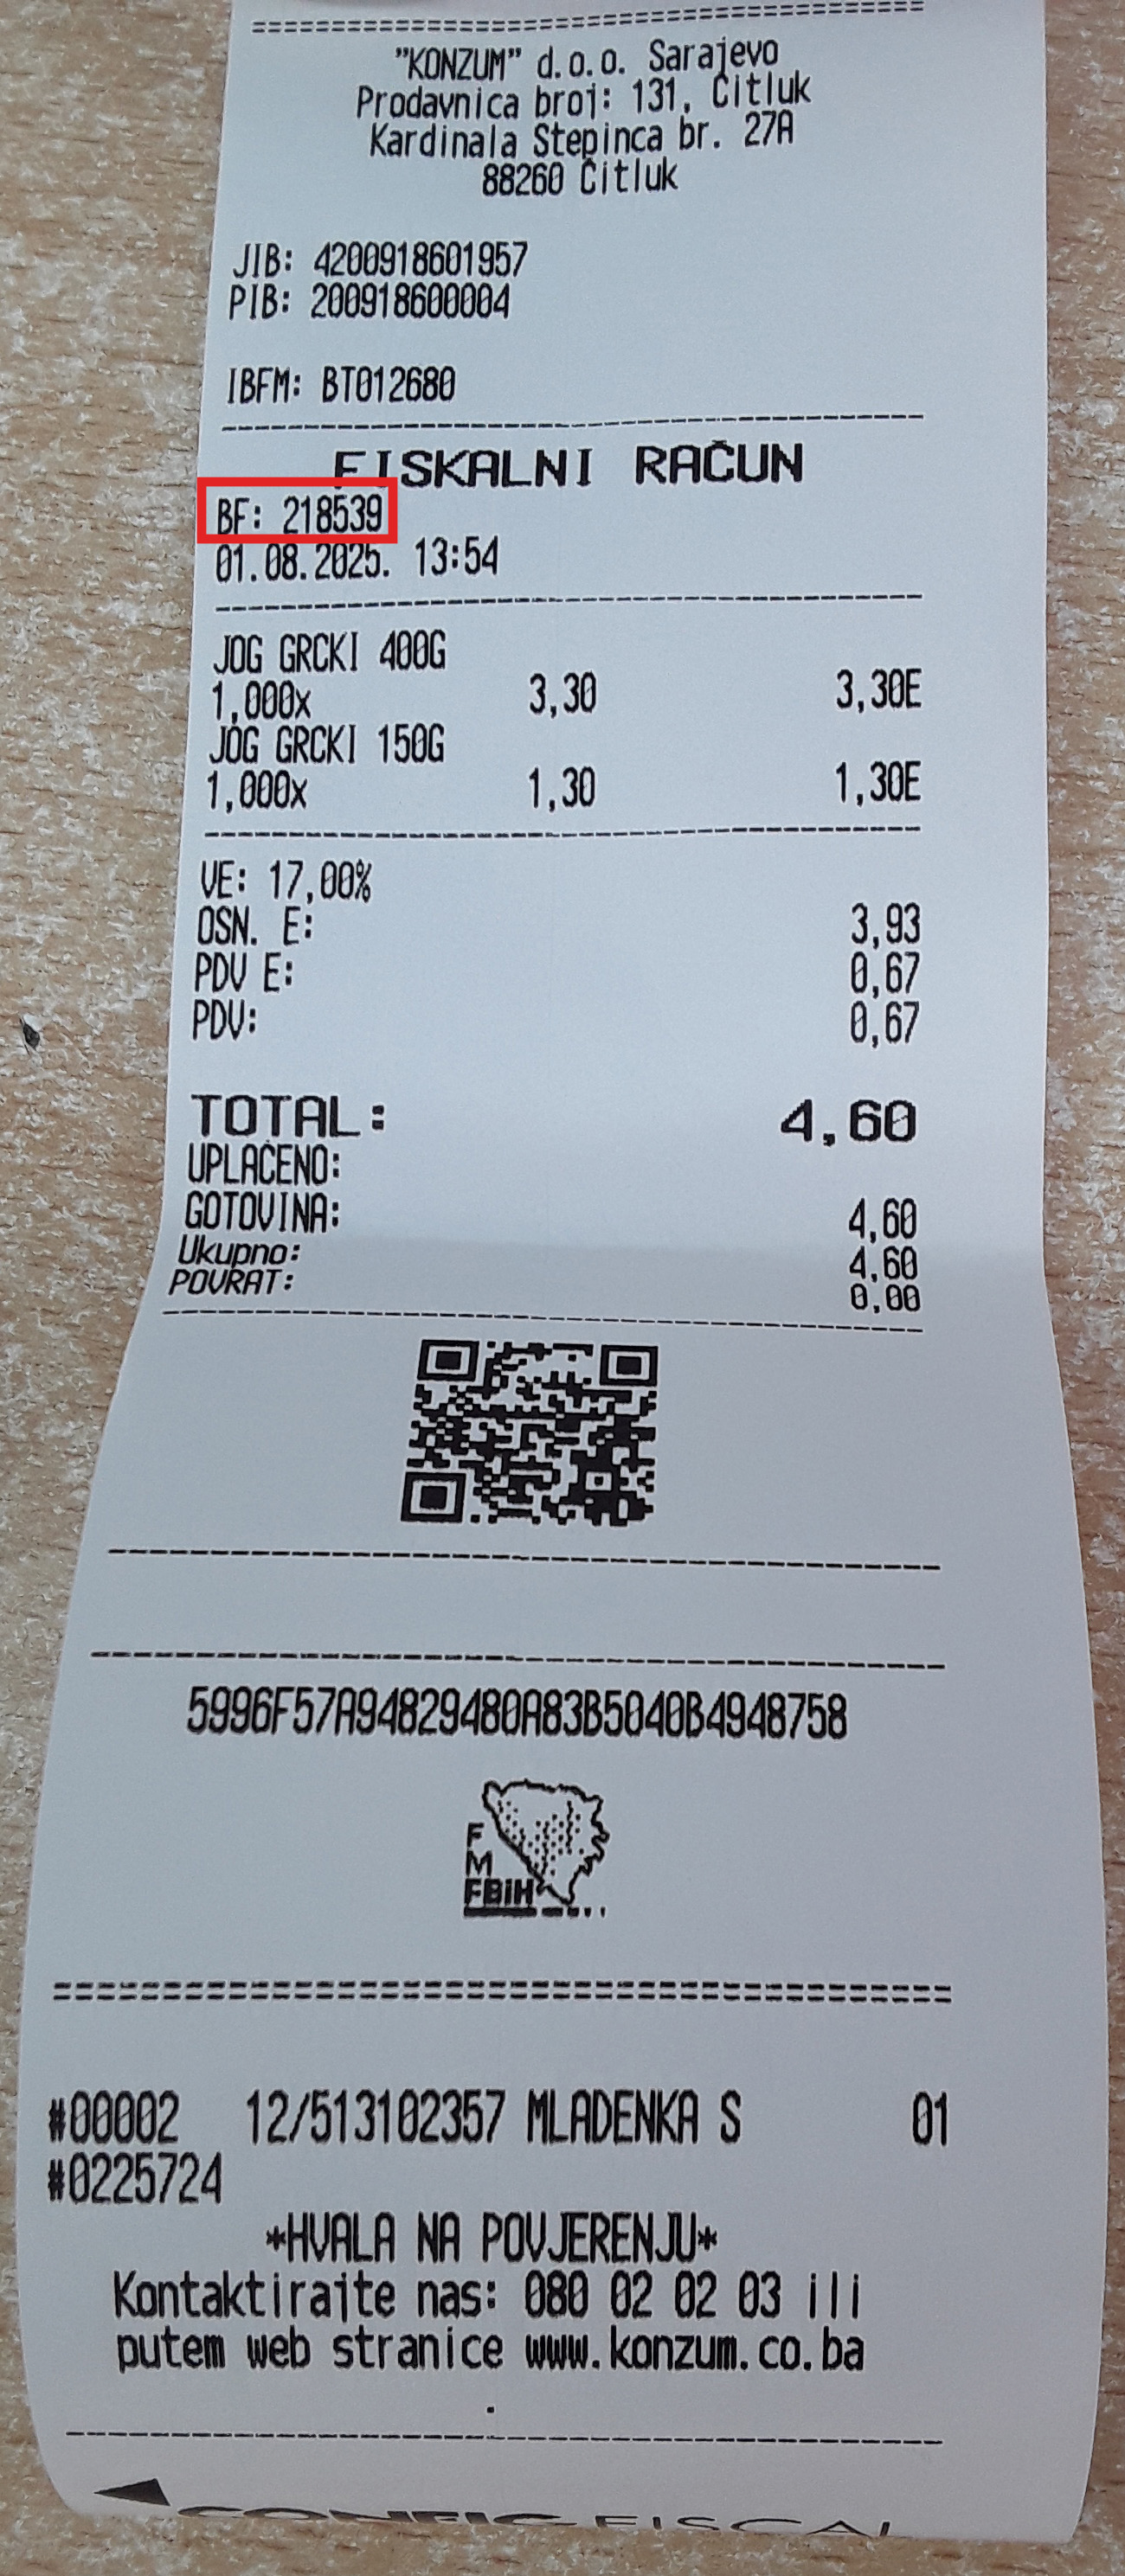 ========================================
"KONZUM" d.o.o. Sarajevo
Prodavnica broj: 131, Čitluk
Kardinala Stepinca br. 27A
88260 Čitluk
JIB: 4200918601957
PIB: 200918600004
IBFM: BT012680
FISKALNI RAČUN
BF: 218539
01.08.2025. 13:54
JOG GRCKI 400G
1,000x 3,30 3,30E
JOG GRCKI 150G
1,000x 1,30 1,30E
VE: 17,00%
OSN. E: 3,93
PDV E: 0,67
PDV: 0,67
TOTAL: 4,60
UPLAĆENO:
GOTOVINA: 4,60
Ukupno: 4,60
POVRAT: 0,00
5996F57A94829480A83B5040B4948758
F
M
FBiH
========================================
#00002 12/513102357 MLADENKA S 01
#0225724
*HVALA NA POVJERENJU*
Kontaktirajte nas: 080 02 02 03 ili
putem web stranice www.konzum.co.ba
.
FISCAL